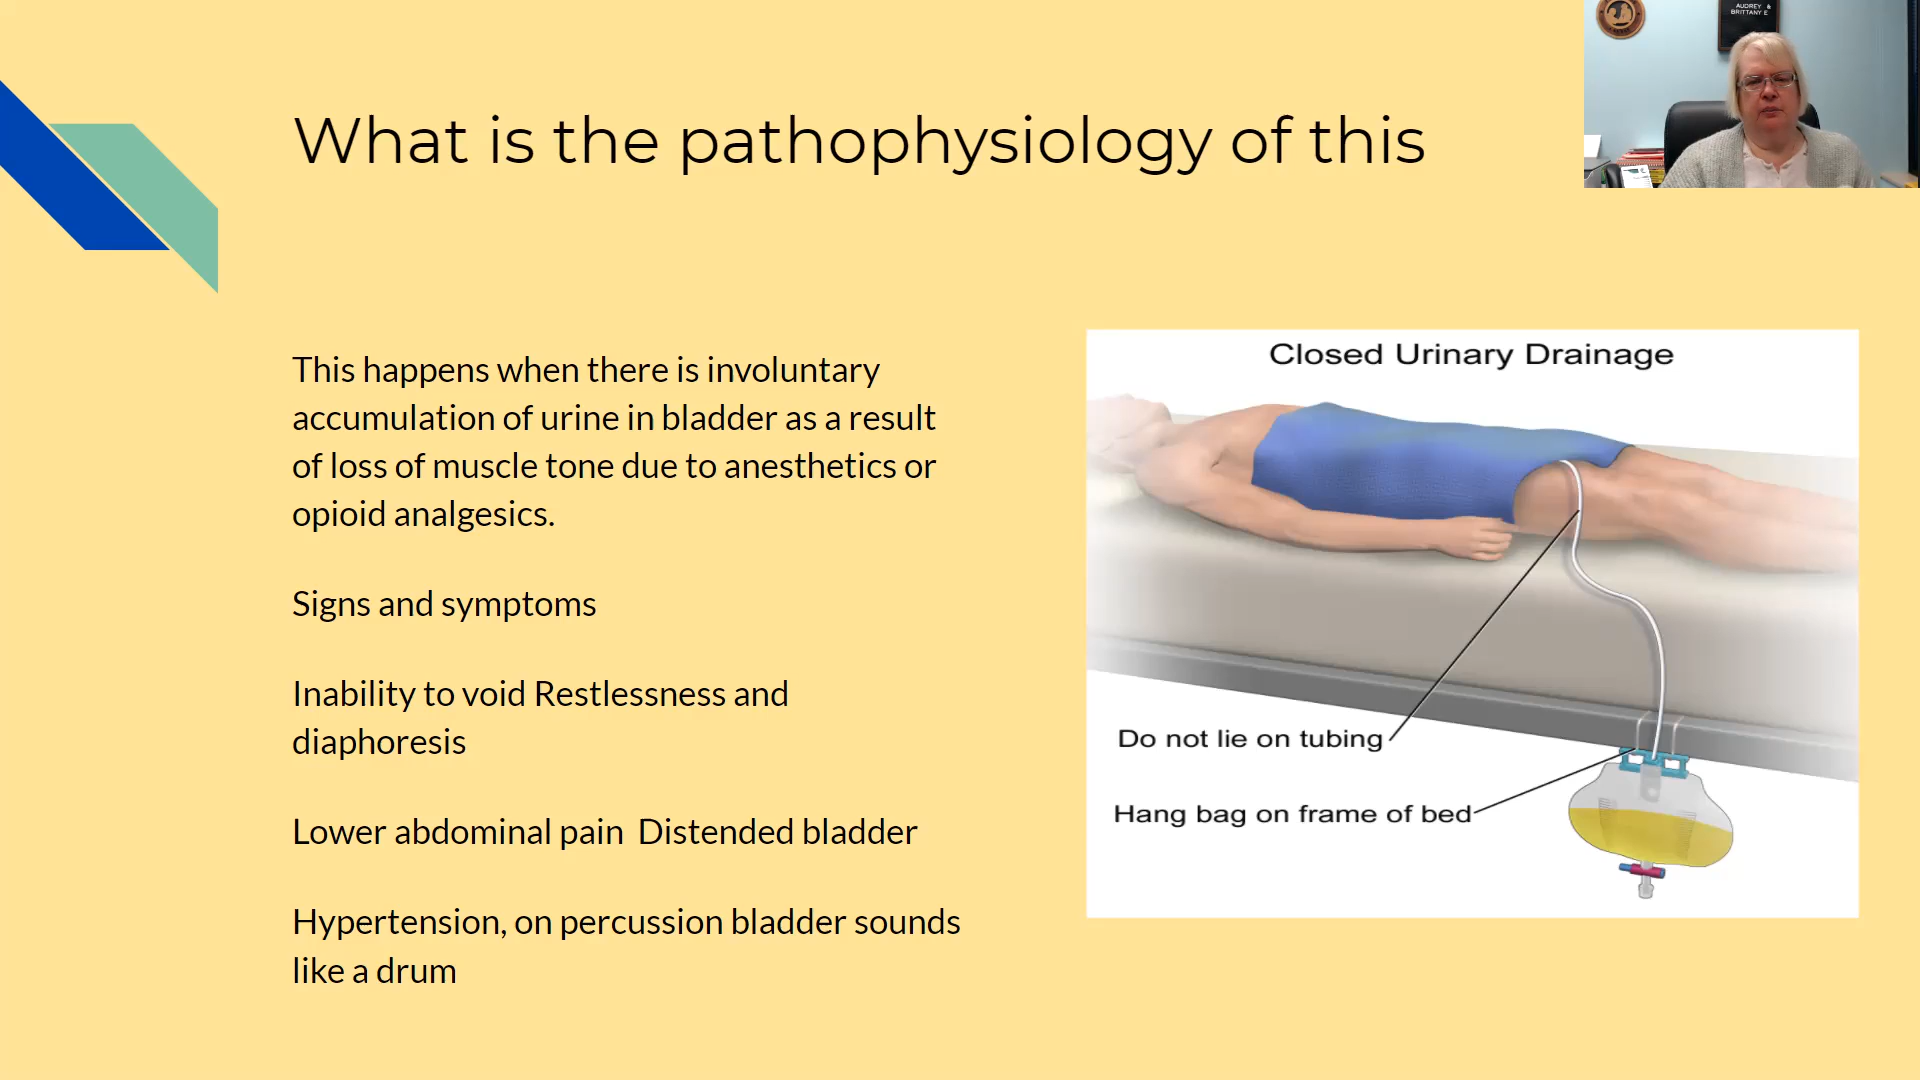 AUDREY &
BRITTANY E
What is the pathophysiology of this
This happens when there is involuntary
accumulation of urine in bladder as a result
of loss of muscle tone due to anesthetics or
opioid analgesics.
Signs and symptoms
Inability to void Restlessness and
diaphoresis
Lower abdominal pain  Distended bladder
Hypertension, on percussion bladder sounds
like a drum
Closed Urinary Drainage
Do not lie on tubing
Hang bag on frame of bed